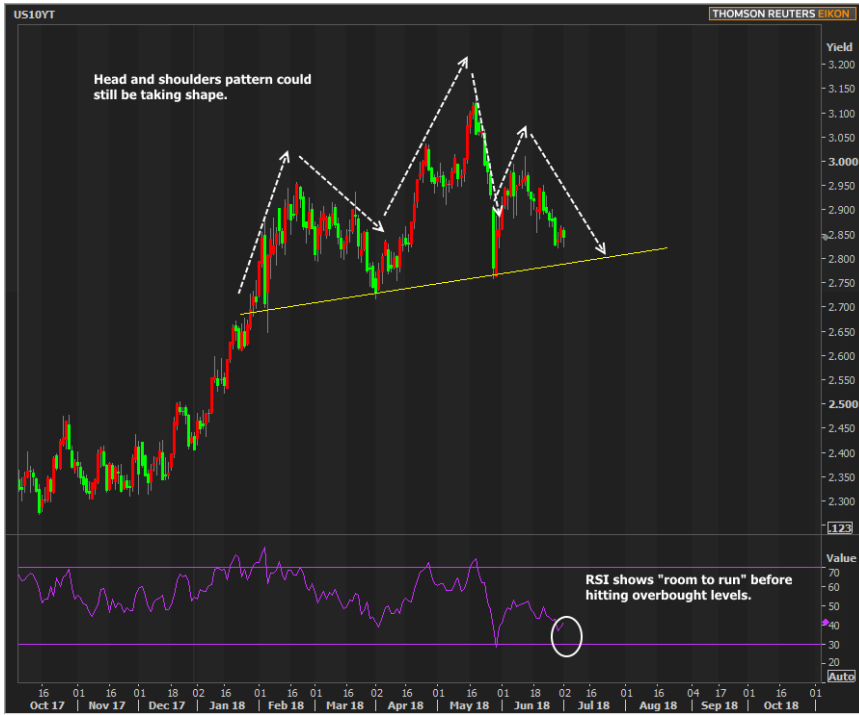 US10YT
THOMSON REUTERS EIKON
Yield
Head and shoulders pattern could
still be taking shape.
3.200
3.150
3.100
3.050
3.000
2.950
2.900
2.850
2.800
2.750
2.700
2.650
2.600
2.550
2.500
2.450
2.400
2.350
2.300
.123
Value
RSI shows "room to run" before
hitting overbought levels.
70
60
50
40
30
20
Auto
16 01 16 01 18 02 16 01 16 01 16 02 16 01 16 01 18 02 16 01 16 04 17 01 16 01
Oct 17 Nov 17 Dec 17 Jan 18 Feb 18 Mar 18 Apr 18 May 18 Jun 18 Jul 18 Aug 18 Sep 18 Oct 18